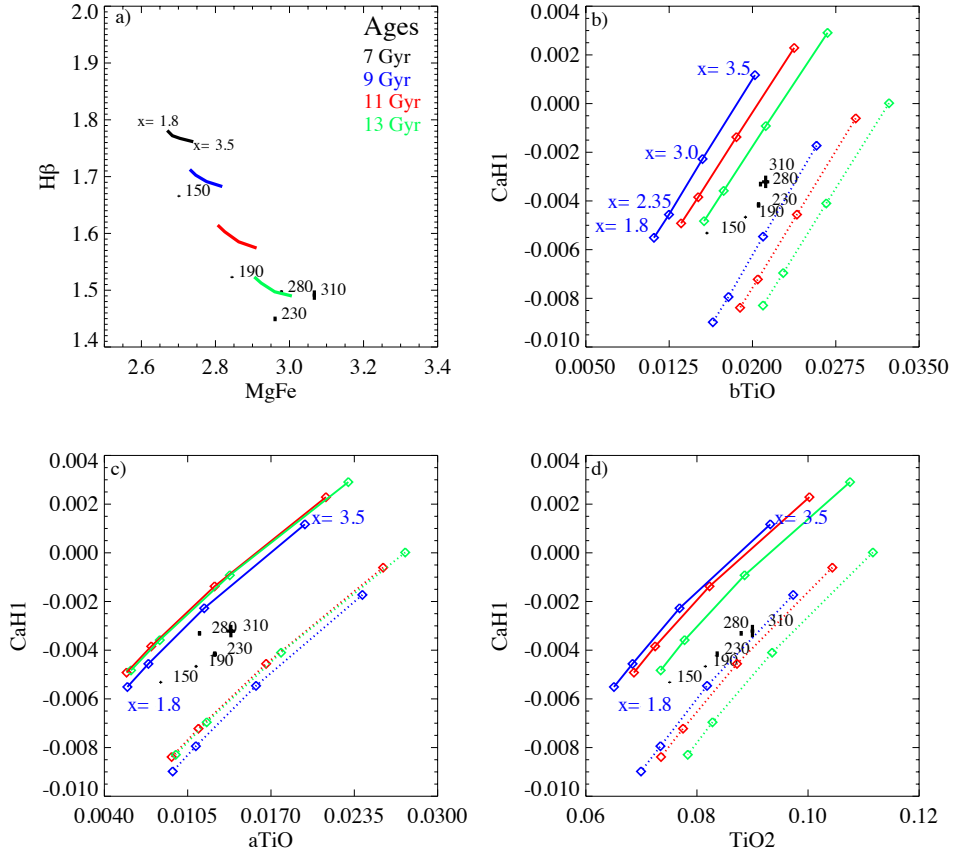 a)
Ages
7 Gyr
9 Gyr
11 Gyr
13 Gyr
x= 1.8
x= 3.5
150
190
280
310
230
2.0
1.9
1.8
1.7
1.6
1.5
1.4
Hβ
2.6
2.8
3.0
3.2
3.4
MgFe
b)
x= 3.5
x= 3.0
x= 2.35
x= 1.8
310
280
230
190
150
0.004
0.002
0.000
-0.002
-0.004
-0.006
-0.008
-0.010
CaH1
0.0050
0.0125
0.0200
0.0275
0.0350
bTiO
c)
x= 3.5
280
310
230
190
150
x= 1.8
0.004
0.002
0.000
-0.002
-0.004
-0.006
-0.008
-0.010
CaH1
0.0040
0.0105
0.0170
0.0235
0.0300
aTiO
d)
x= 3.5
280
310
230
190
150
x= 1.8
0.004
0.002
0.000
-0.002
-0.004
-0.006
-0.008
-0.010
CaH1
0.06
0.08
0.10
0.12
TiO2